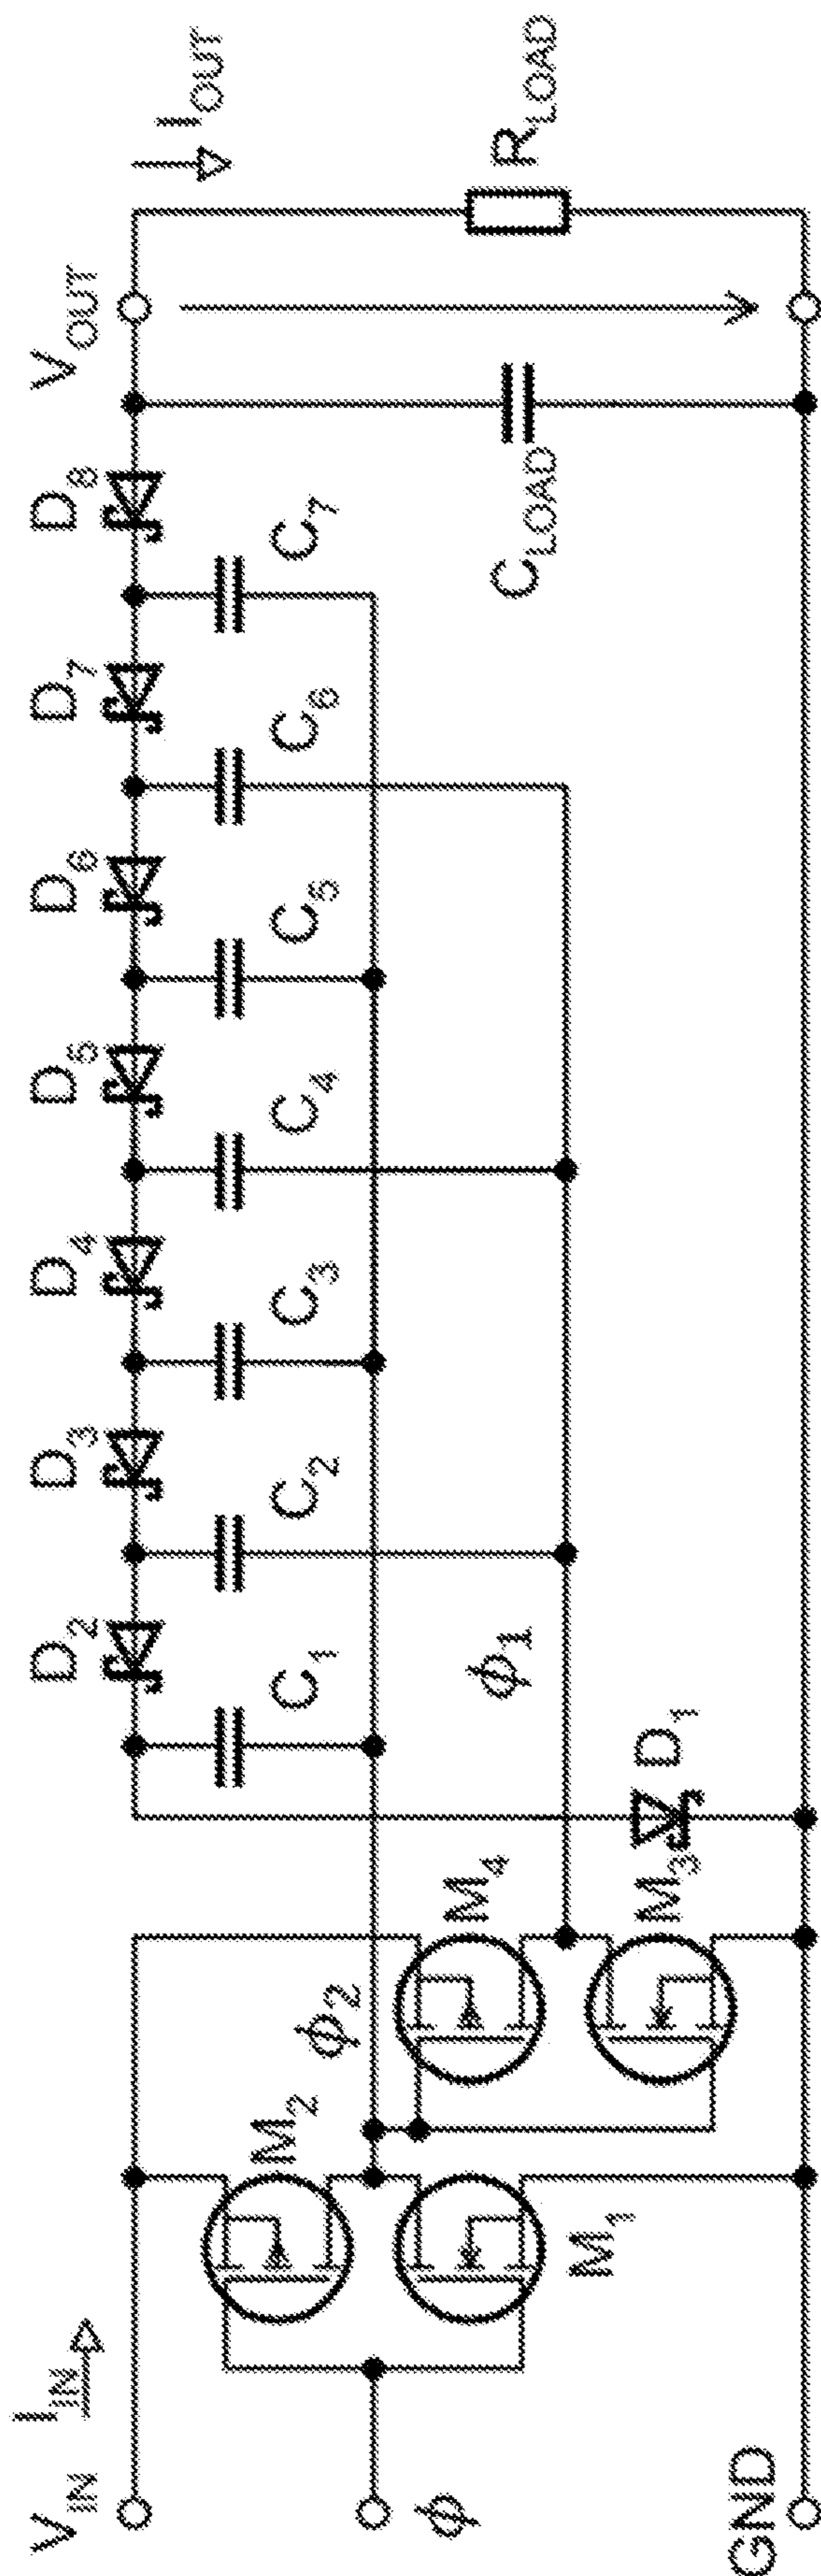 V_IN
I_IN
ϕ
GND
M_2
M_1
ϕ_2
M_4
M_3
D_1
ϕ_1
D_2
D_3
D_4
D_5
D_6
D_7
D_8
C_1
C_2
C_3
C_4
C_5
C_6
C_7
C_LOAD
V_OUT
I_OUT
R_LOAD